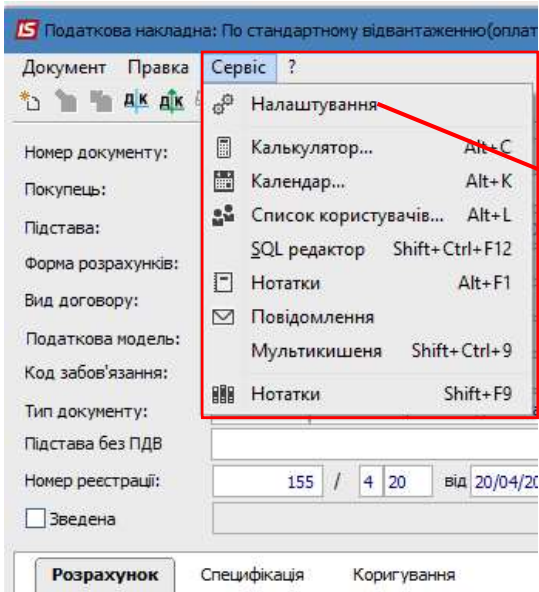 Податкова накладна: По стандартному відвантаженню(оплат
Документ Правка Сервіс ?
Налаштування
Номер документу:
Калькулятор... Alt+C
Покупець:
Календар... Alt+K
Підстава:
Список користувачів... Alt+L
Форма розрахунків:
SQL редактор Shift+Ctrl+F12
Вид договору:
Нотатки Alt+F1
Податкова модель:
Повідомлення
Код забов'язання:
Мультикишеня Shift+Ctrl+9
Тип документу:
Нотатки Shift+F9
Підстава без ПДВ
Номер реєстрації: 155 / 4 20 від 20/04/20
Зведена
Розрахунок Специфікація Коригування